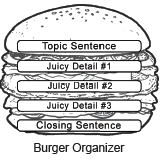 Topic Sentence
Juicy Detail #1
Juicy Detail #2
Juicy Detail #3
Closing Sentence
Burger Organizer